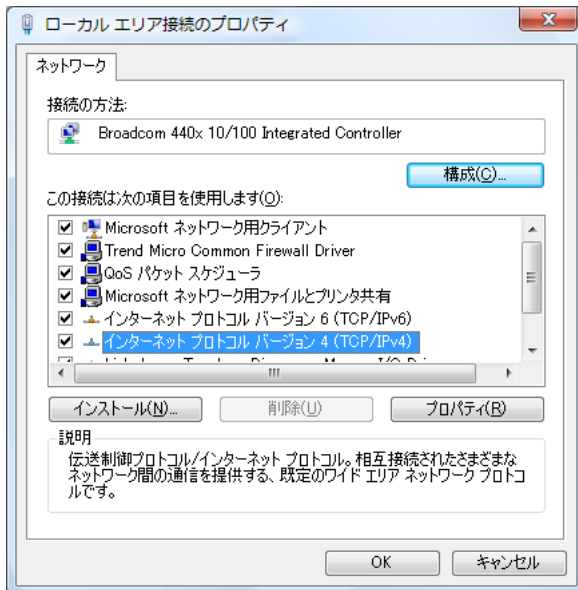 ローカル エリア接続のプロパティ
ネットワーク
接続の方法:
Broadcom 440x 10/100 Integrated Controller
構成(C)...
この接続は次の項目を使用します(O):
Microsoft ネットワーク用クライアント
Trend Micro Common Firewall Driver
QoS パケット スケジューラ
Microsoft ネットワーク用ファイルとプリンタ共有
インターネット プロトコル バージョン 6 (TCP/IPv6)
インターネット プロトコル バージョン 4 (TCP/IPv4)
インストール(N)...
削除(U)
プロパティ(R)
説明
伝送制御プロトコル/インターネット プロトコル。相互接続されたさまざまな
ネットワーク間の通信を提供する、既定のワイド エリア ネットワーク プロトコ
ルです。
OK
キャンセル